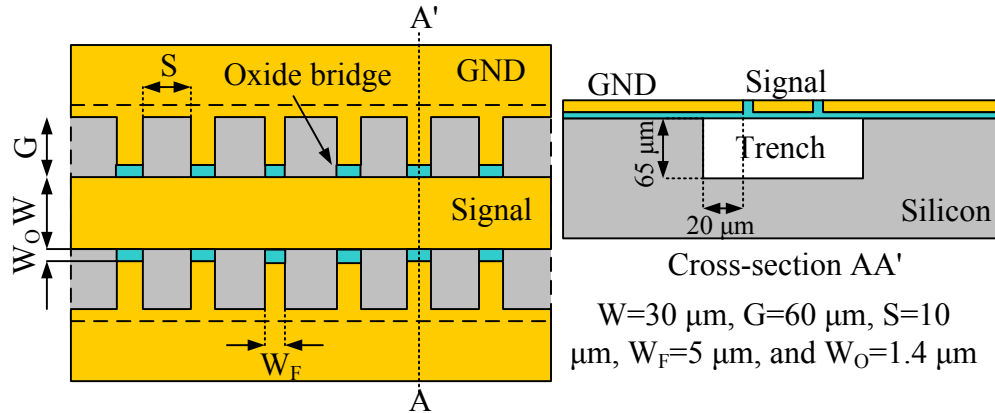 A'
S
Oxide bridge
GND
G
W
Signal
W_O
W_F
A
GND
Signal
Trench
65 μm
20 μm
Silicon
Cross-section AA'
W=30 μm, G=60 μm, S=10
μm, W_F=5 μm, and W_O=1.4 μm